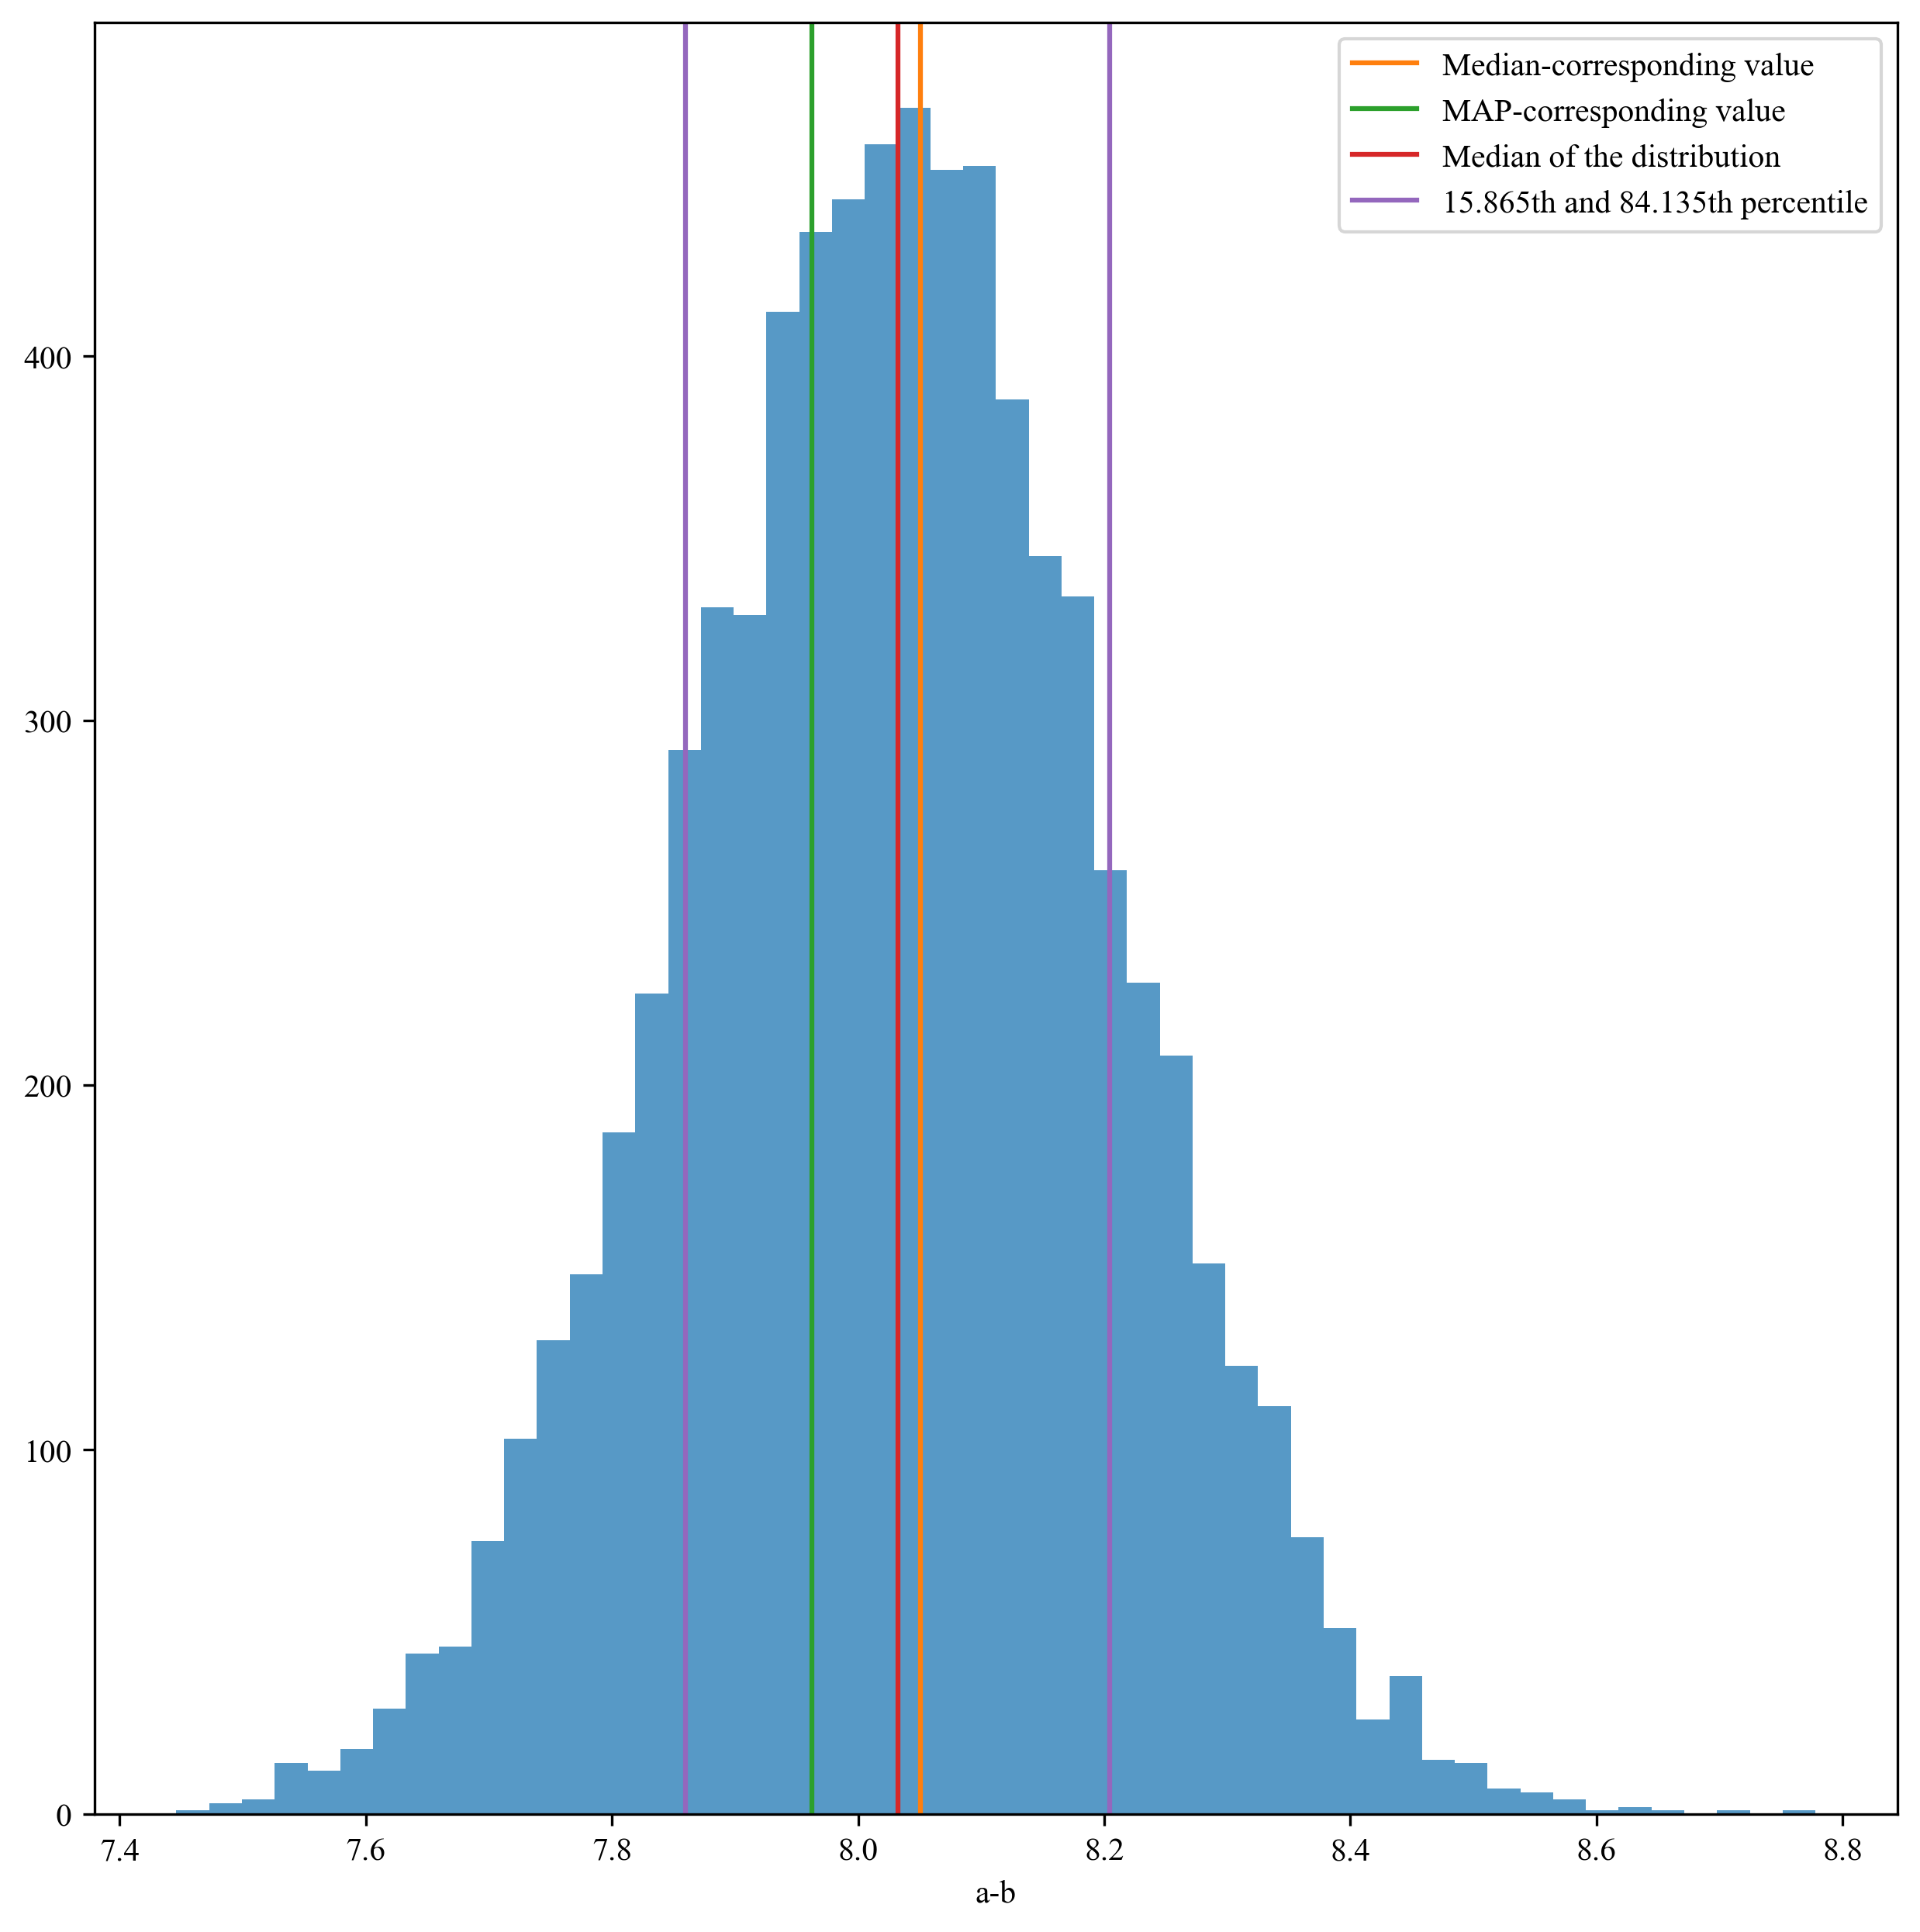 Median-corresponding value
MAP-corresponding value
Median of the distribution
15.865th and 84.135th percentile
400
300
200
100
0
7.4 7.6 7.8 8.0 8.2 8.4 8.6 8.8
a-b